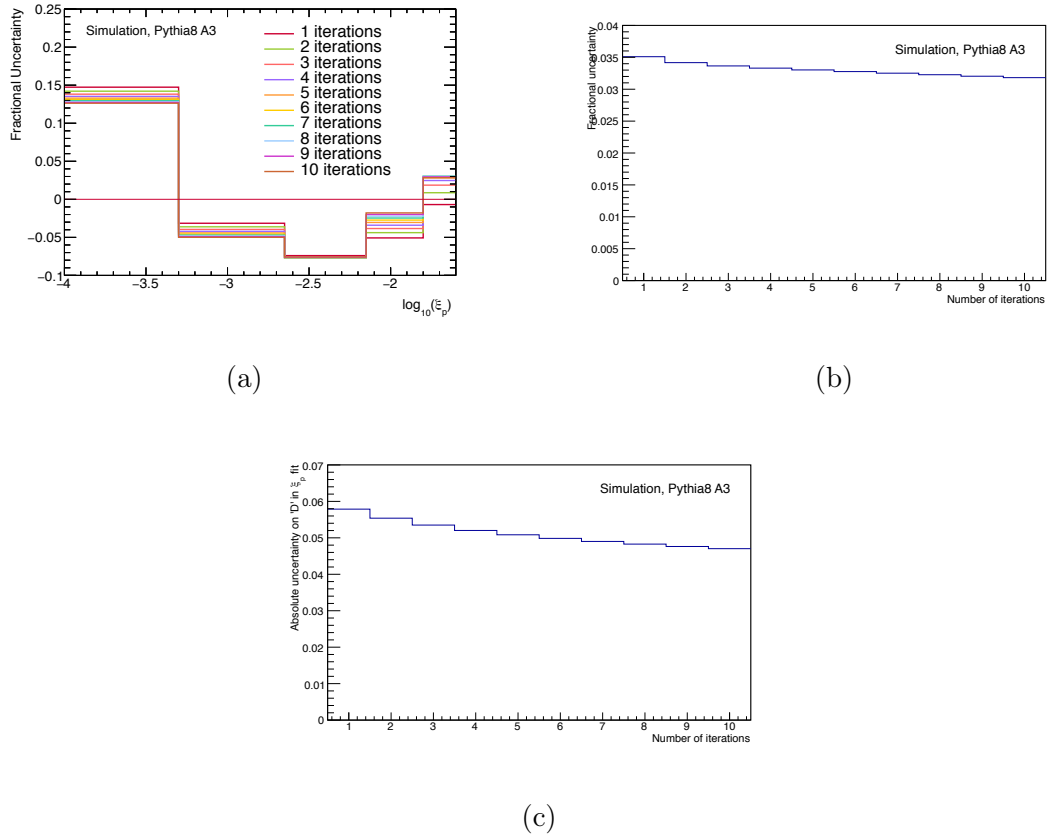 Fractional Uncertainty
0.25
0.2
0.15
0.1
0.05
0
−0.05
−0.1
−4
−3.5
−3
−2.5
−2
log10(ξp)
Simulation, Pythia8 A3
1 iterations
2 iterations
3 iterations
4 iterations
5 iterations
6 iterations
7 iterations
8 iterations
9 iterations
10 iterations
(a)
Fractional uncertainty
0.04
0.035
0.03
0.025
0.02
0.015
0.01
0.005
0
1 2 3 4 5 6 7 8 9 10
Number of iterations
Simulation, Pythia8 A3
(b)
Absolute uncertainty on 'D' in ξp fit
0.07
0.06
0.05
0.04
0.03
0.02
0.01
0
1 2 3 4 5 6 7 8 9 10
Number of iterations
Simulation, Pythia8 A3
(c)